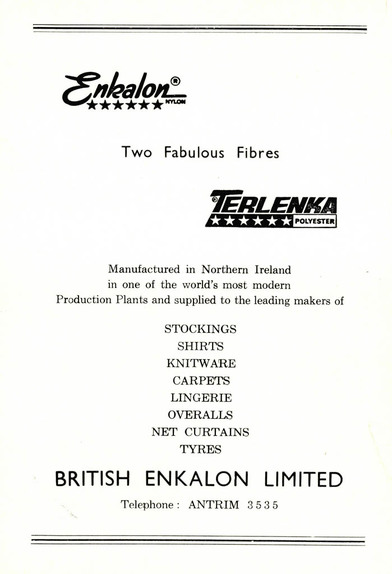 Enkalon®
NYLON
Two Fabulous Fibres
®TERLENKA
POLYESTER
Manufactured in Northern Ireland
in one of the world's most modern
Production Plants and supplied to the leading makers of
STOCKINGS
SHIRTS
KNITWARE
CARPETS
LINGERIE
OVERALLS
NET CURTAINS
TYRES
BRITISH ENKALON LIMITED
Telephone : ANTRIM 3535